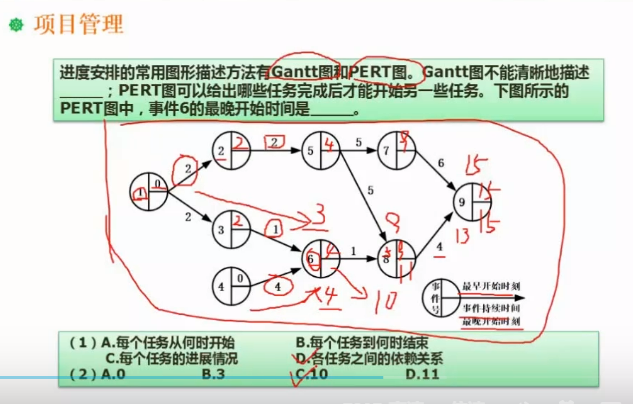 项目管理
进度安排的常用图形描述方法有Gantt图和PERT图。Gantt图不能清晰地描述
______；PERT图可以给出哪些任务完成后才能开始另一些任务。下图所示的
PERT图中，事件6的最晚开始时间是______。
2 2 2 5 4 5 7 9
1 0 2 5 6 15
9 15
15
2 3 2 1 3 9 13
6 4 1 8 4
4 0 4 4 10 11
事件号 最早开始时刻
事件持续时间
最晚开始时刻
（1）A.每个任务从何时开始 B.每个任务到何时结束
C.每个任务的进展情况 D.各任务之间的依赖关系
（2）A.0 B.3 C.10 D.11